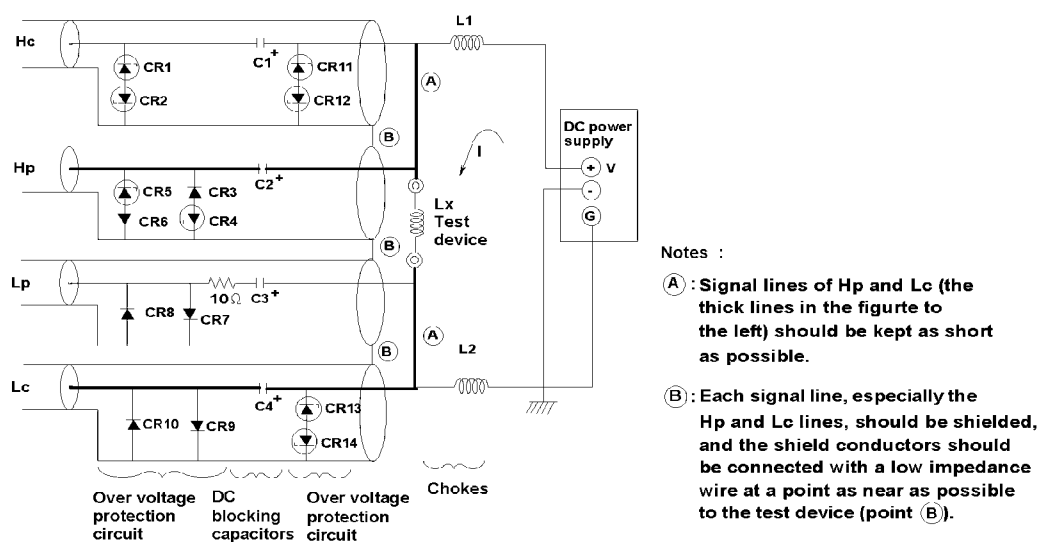 L1
Hc
C1+
CR1
CR11
CR2
CR12
A
B
DC power
supply
I
+ V
-
G
Hp
C2+
CR5
CR3
CR6
CR4
Lx
Test
device
B
Lp
10Ω
C3+
CR8
CR7
A
B
L2
Lc
C4+
CR10
CR9
CR13
CR14
Over voltage
protection
circuit
DC
blocking
capacitors
Over voltage
protection
circuit
Chokes
Notes :
A : Signal lines of Hp and Lc (the
thick lines in the figurte to
the left) should be kept as short
as possible.
B : Each signal line, especially the
Hp and Lc lines, should be shielded,
and the shield conductors should
be connected with a low impedance
wire at a point as near as possible
to the test device (point B).